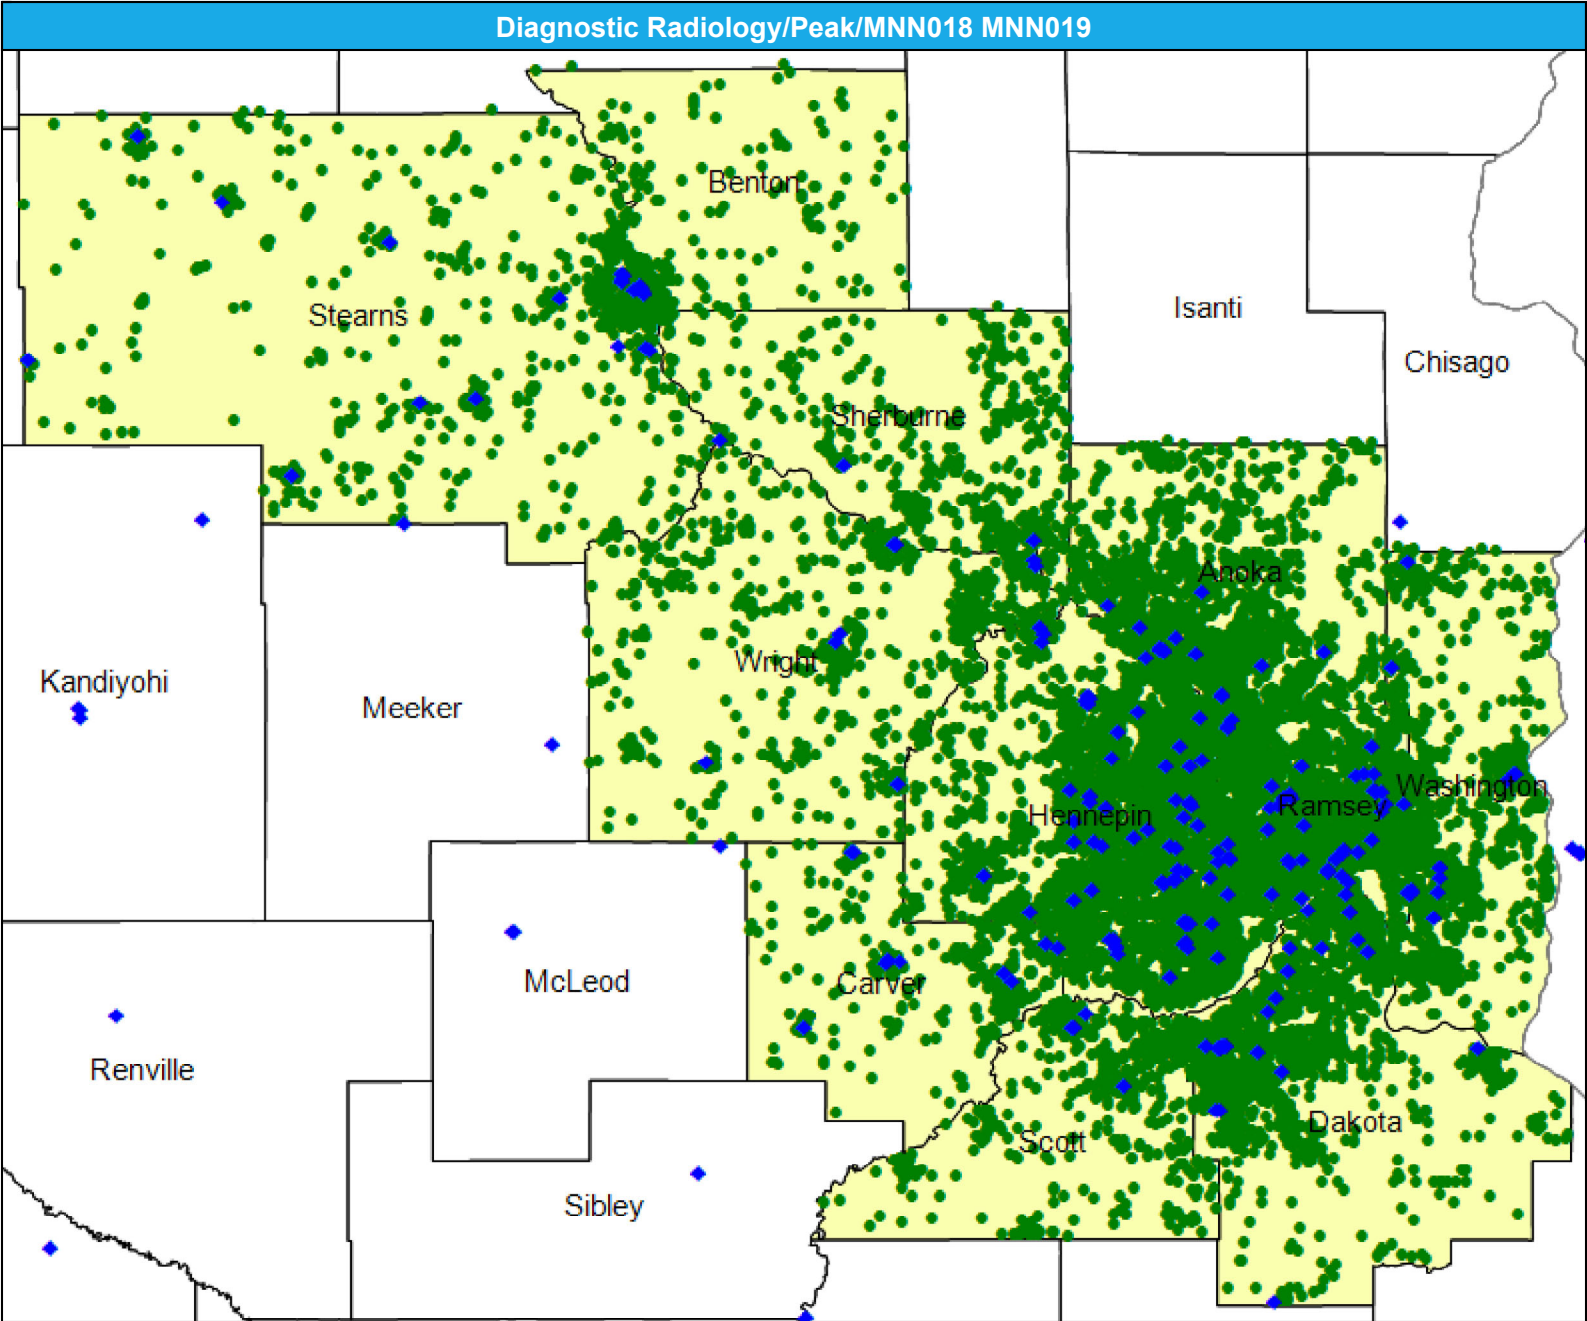 Diagnostic Radiology/Peak/MNN018 MNN019
Benton
Stearns
Isanti
Chisago
Sherburne
Anoka
Wright
Kandiyohi
Meeker
Washington
Hennepin
Ramsey
McLeod
Carver
Renville
Dakota
Scott
Sibley